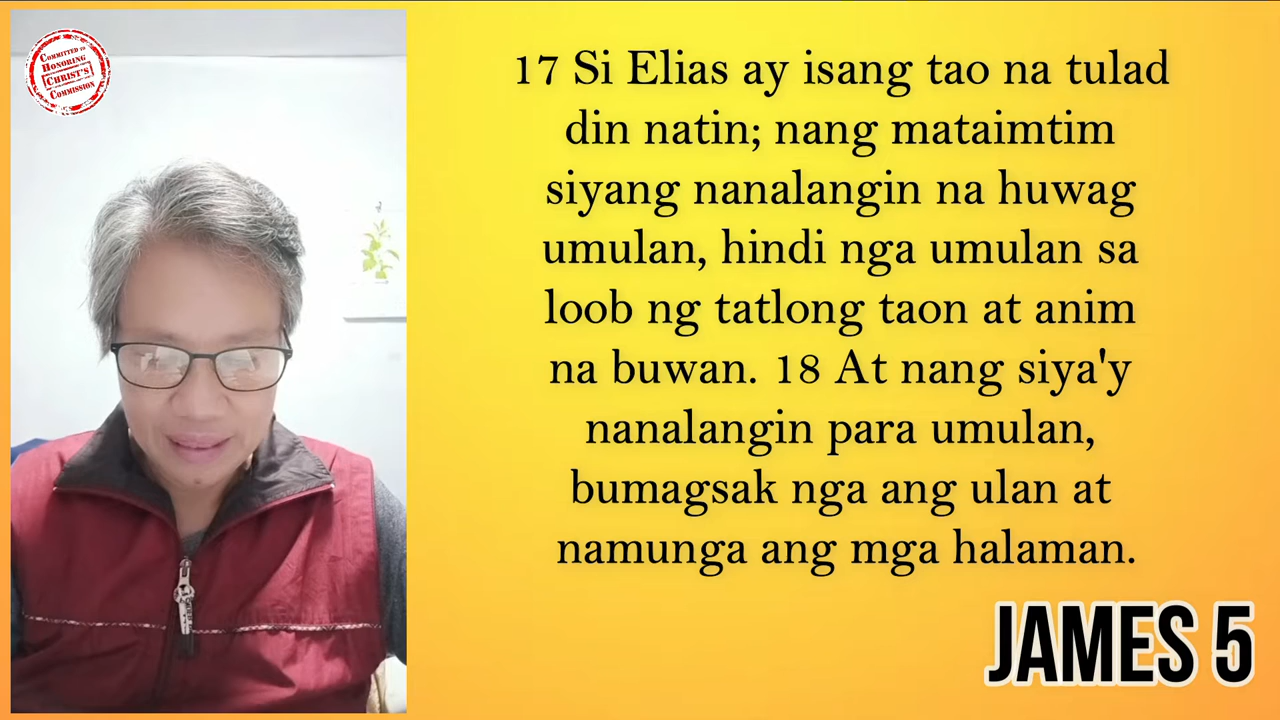 COMMITTED TO
HONORING
CHRIST'S
COMMISSION
17 Si Elias ay isang tao na tulad
din natin; nang mataimtim
siyang nanalangin na huwag
umulan, hindi nga umulan sa
loob ng tatlong taon at anim
na buwan. 18 At nang siya'y
nanalangin para umulan,
bumagsak nga ang ulan at
namunga ang mga halaman.
JAMES 5